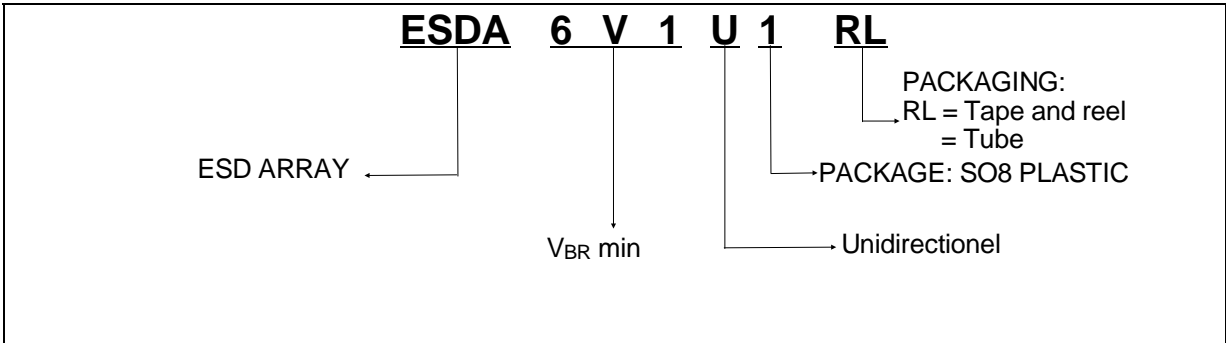 ESDA 6 V 1 U 1 RL
PACKAGING:
RL = Tape and reel
= Tube
ESD ARRAY
PACKAGE: SO8 PLASTIC
VBR min
Unidirectionel